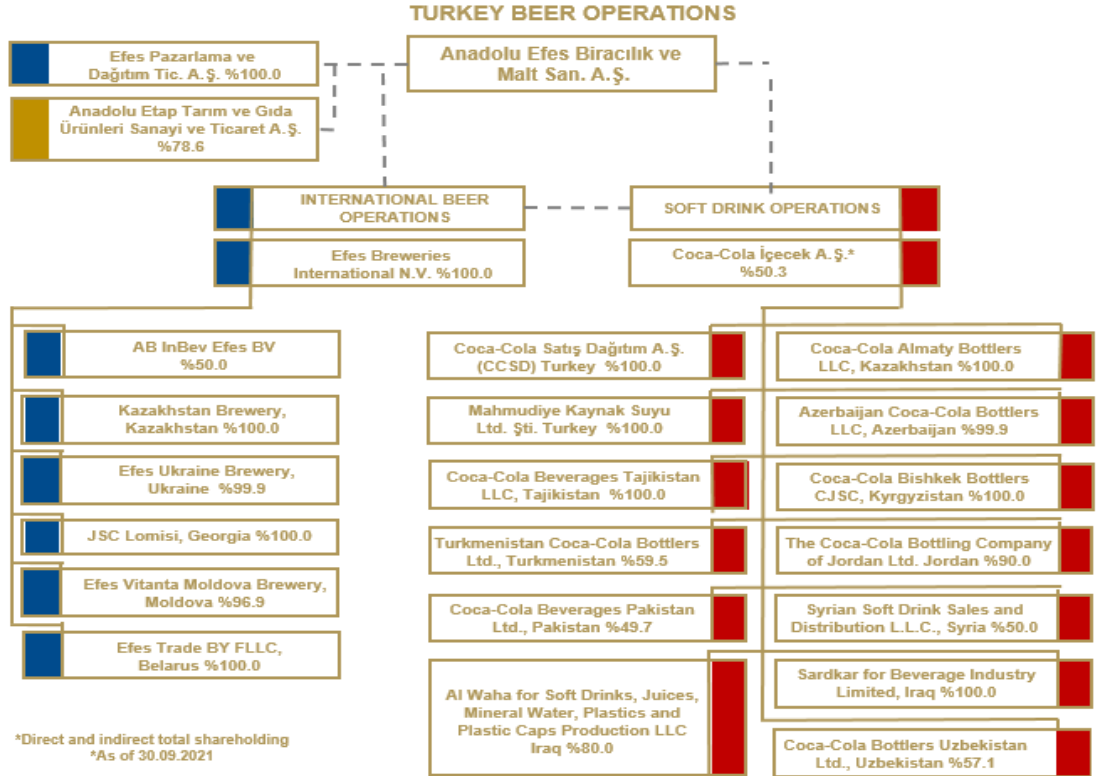 TURKEY BEER OPERATIONS
Anadolu Efes Biracılık ve
Malt San. A.Ş.
Efes Pazarlama ve
Dağıtım Tic. A.Ş. %100.0
Anadolu Etap Tarım ve Gıda
Ürünleri Sanayi ve Ticaret A.Ş.
%78.6
INTERNATIONAL BEER
OPERATIONS
Efes Breweries
International N.V. %100.0
SOFT DRINK OPERATIONS
Coca-Cola İçecek A.Ş.*
%50.3
AB InBev Efes BV
%50.0
Kazakhstan Brewery,
Kazakhstan %100.0
Efes Ukraine Brewery,
Ukraine %99.9
JSC Lomisi, Georgia %100.0
Efes Vitanta Moldova Brewery,
Moldova %96.9
Efes Trade BY FLLC,
Belarus %100.0
Coca-Cola Satış Dağıtım A.Ş.
(CCSD) Turkey %100.0
Mahmudiye Kaynak Suyu
Ltd. Şti. Turkey %100.0
Coca-Cola Beverages Tajikistan
LLC, Tajikistan %100.0
Turkmenistan Coca-Cola Bottlers
Ltd., Turkmenistan %59.5
Coca-Cola Beverages Pakistan
Ltd., Pakistan %49.7
Al Waha for Soft Drinks, Juices,
Mineral Water, Plastics and
Plastic Caps Production LLC
Iraq %80.0
Coca-Cola Almaty Bottlers
LLC, Kazakhstan %100.0
Azerbaijan Coca-Cola Bottlers
LLC, Azerbaijan %99.9
Coca-Cola Bishkek Bottlers
CJSC, Kyrgyzistan %100.0
The Coca-Cola Bottling Company
of Jordan Ltd. Jordan %90.0
Syrian Soft Drink Sales and
Distribution L.L.C., Syria %50.0
Sardkar for Beverage Industry
Limited, Iraq %100.0
Coca-Cola Bottlers Uzbekistan
Ltd., Uzbekistan %57.1
*Direct and indirect total shareholding
*As of 30.09.2021